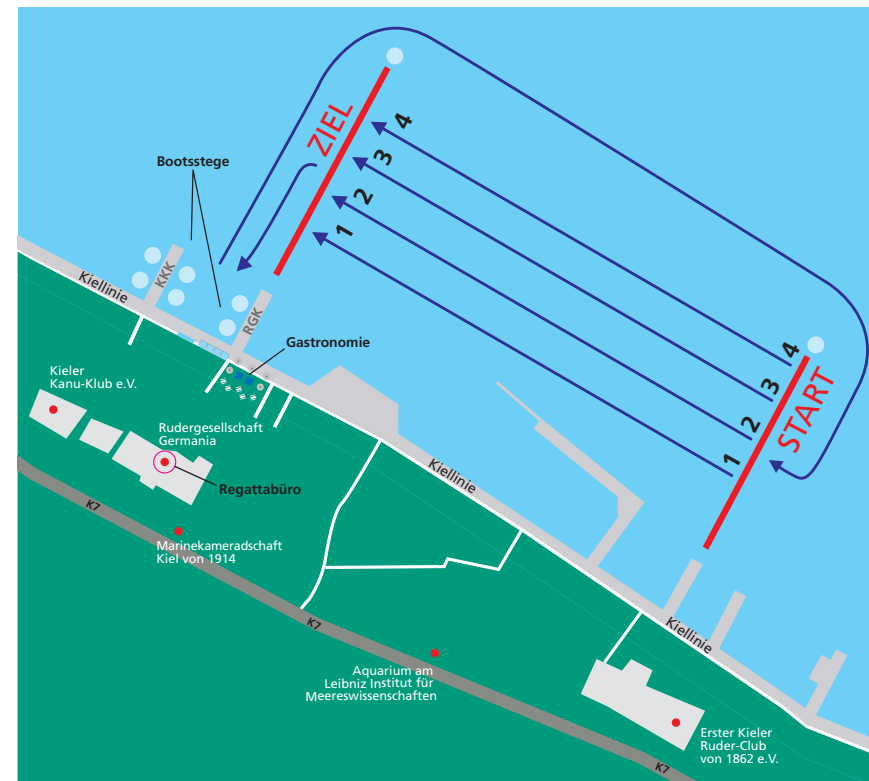 ZIEL
4
3
2
1
Bootsstege
KKK
Kiellinie
RGK
Gastronomie
4
3
2
1
START
Kieler
Kanu-Klub e.V.
Rudergesellschaft
Germania
Regattabüro
Kiellinie
K7
Marinekameradschaft
Kiel von 1914
K7
Kiellinie
Aquarium am
Leibniz Institut für
Meereswissenschaften
Erster Kieler
Ruder-Club
von 1862 e.V.
K7